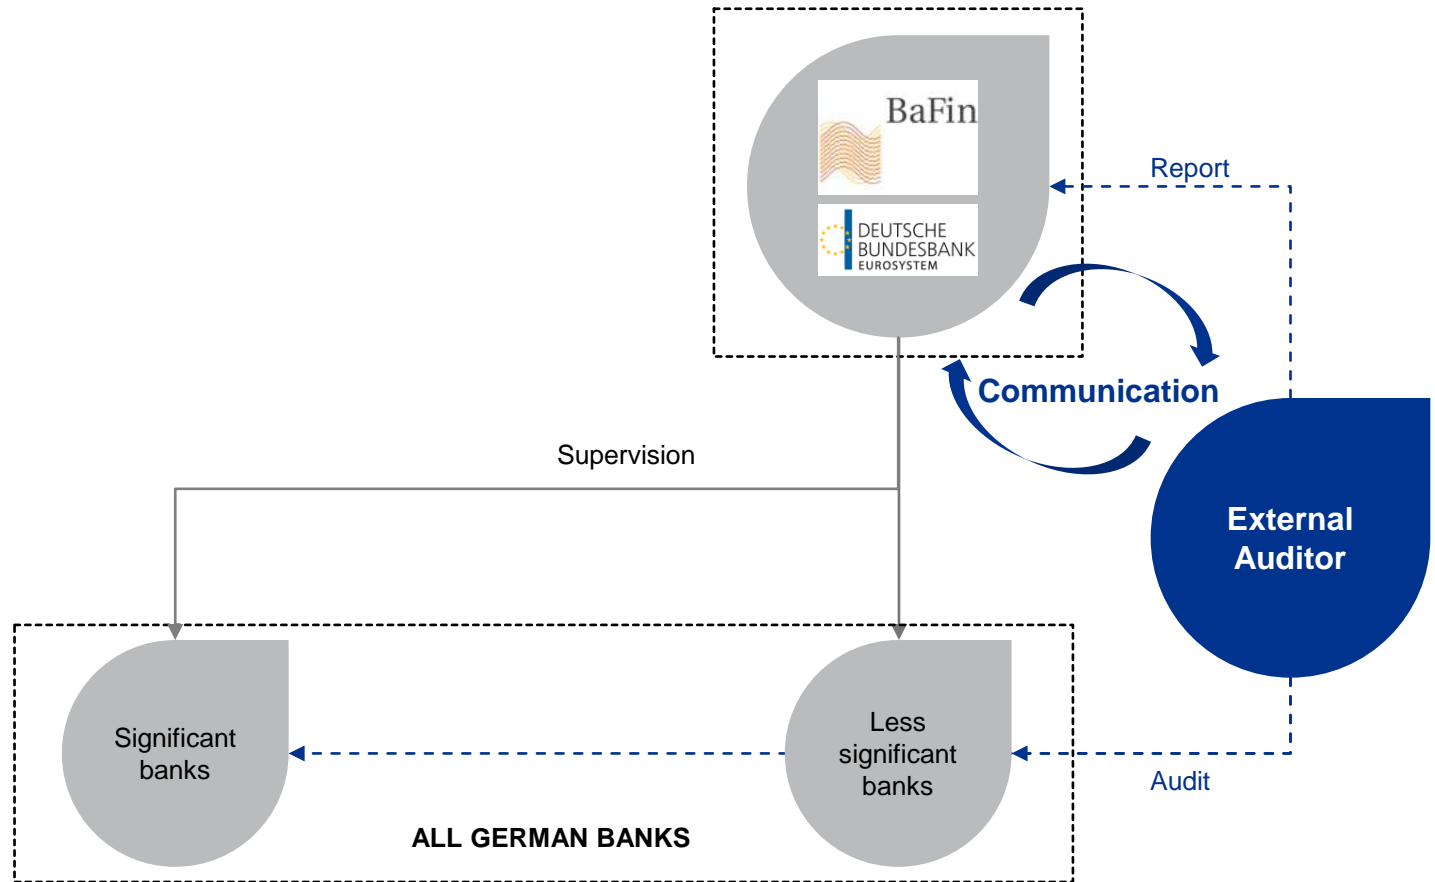 BaFin
DEUTSCHE
BUNDESBANK
EUROSYSTEM
Report
Communication
Supervision
External
Auditor
Significant
banks
Less
significant
banks
Audit
ALL GERMAN BANKS